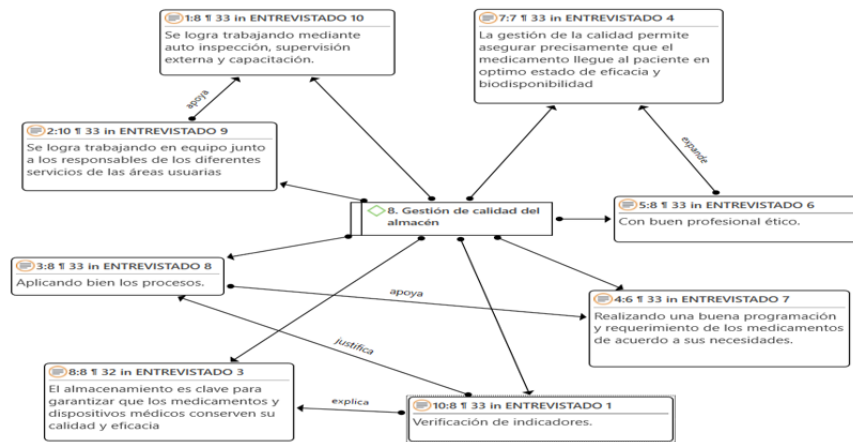 1:8 ¶ 33 in ENTREVISTADO 10
Se logra trabajando mediante
auto inspección, supervisión
externa y capacitación.
7:7 ¶ 33 in ENTREVISTADO 4
La gestión de la calidad permite
asegurar precisamente que el
medicamento llegue al paciente en
optimo estado de eficacia y
biodisponibilidad
apoya
expande
2:10 ¶ 33 in ENTREVISTADO 9
Se logra trabajando en equipo junto
a los responsables de los diferentes
servicios de las áreas usuarias
8. Gestión de calidad del
almacén
5:8 ¶ 33 in ENTREVISTADO 6
Con buen profesional ético.
3:8 ¶ 33 in ENTREVISTADO 8
Aplicando bien los procesos.
apoya
4:6 ¶ 33 in ENTREVISTADO 7
Realizando una buena programación
y requerimiento de los medicamentos
de acuerdo a sus necesidades.
justifica
8:8 ¶ 32 in ENTREVISTADO 3
El almacenamiento es clave para
garantizar que los medicamentos y
dispositivos médicos conserven su
calidad y eficacia
explica
10:8 ¶ 33 in ENTREVISTADO 1
Verificación de indicadores.